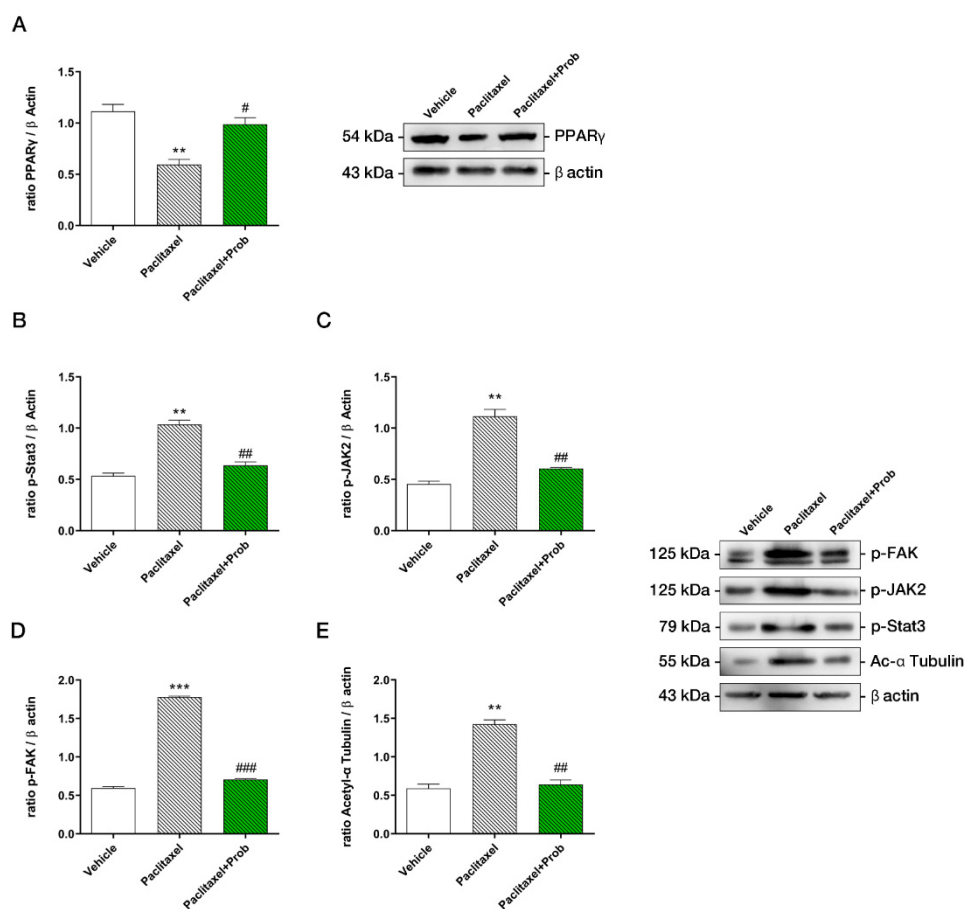 A
ratio PPARγ / β Actin
1.5
1.0
0.5
0.0
**
#
Vehicle
Paclitaxel
Paclitaxel+Prob
Vehicle
Paclitaxel
Paclitaxel+Prob
54 kDa
PPARγ
43 kDa
β actin
B
ratio p-Stat3 / β Actin
1.5
1.0
0.5
0.0
**
##
Vehicle
Paclitaxel
Paclitaxel+Prob
C
ratio p-JAK2 / β Actin
1.5
1.0
0.5
0.0
**
##
Vehicle
Paclitaxel
Paclitaxel+Prob
D
ratio p-FAK / β actin
2.0
1.5
1.0
0.5
0.0
***
###
Vehicle
Paclitaxel
Paclitaxel+Prob
E
ratio Acetyl-α Tubulin / β actin
2.0
1.5
1.0
0.5
0.0
**
##
Vehicle
Paclitaxel
Paclitaxel+Prob
Vehicle
Paclitaxel
Paclitaxel+Prob
125 kDa
p-FAK
125 kDa
p-JAK2
79 kDa
p-Stat3
55 kDa
Ac-α Tubulin
43 kDa
β actin